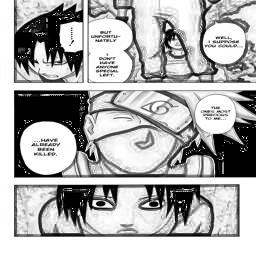 ......!
WELL,
I SUPPOSE
YOU COULD...
BUT
UNFORTU-
NATELY
I
DON'T
HAVE
ANYONE
SPECIAL
LEFT.
THE
ONES MOST
PRECIOUS
TO ME...
...HAVE
ALREADY
BEEN
KILLED.